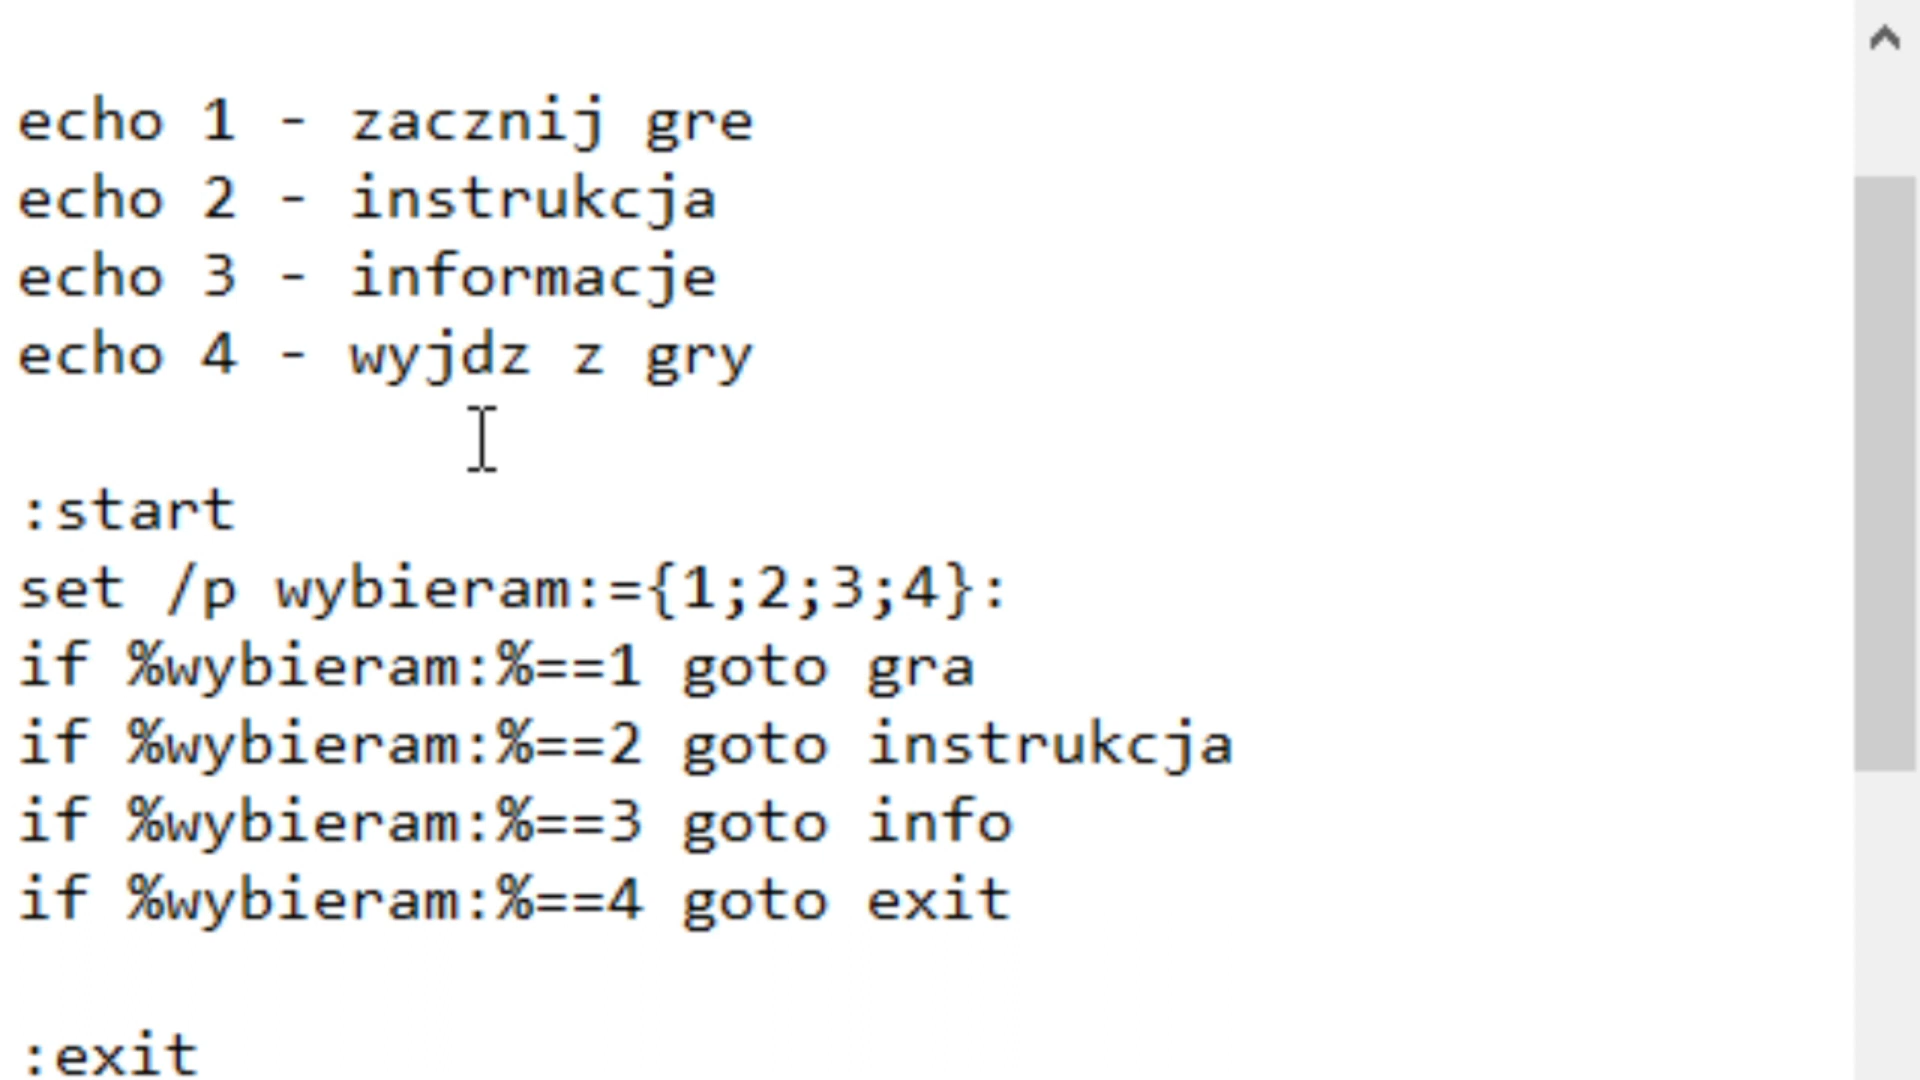 echo 1 - zacznij gre
echo 2 - instrukcja
echo 3 - informacje
echo 4 - wyjdz z gry
:start
set /p wybieram:={1;2;3;4}:
if %wybieram:%==1 goto gra
if %wybieram:%==2 goto instrukcja
if %wybieram:%==3 goto info
if %wybieram:%==4 goto exit
:exit